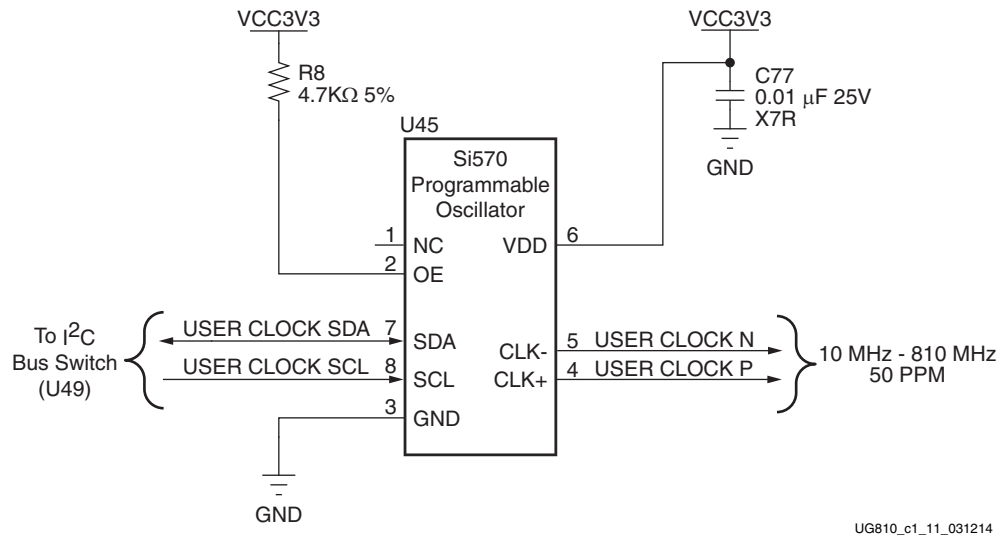 VCC3V3
VCC3V3
R8
4.7KΩ 5%
C77
0.01 μF 25V
X7R
GND
U45
Si570
Programmable
Oscillator
1
NC
VDD
6
2
OE
To I²C
Bus Switch
(U49)
USER CLOCK SDA
7
SDA
USER CLOCK SCL
8
SCL
3
GND
CLK-
5
USER CLOCK N
CLK+
4
USER CLOCK P
10 MHz - 810 MHz
50 PPM
GND
UG810_c1_11_031214